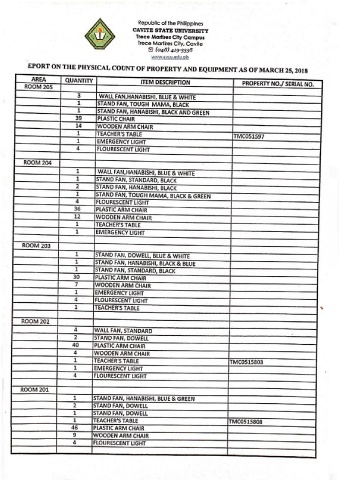 Republic of the Philippines
CAVITE STATE UNIVERSITY
Trece Martires City Campus
Trece Martires City, Cavite
www.cvsu.edu.ph
EPORT ON THE PHYSICAL COUNT OF PROPERTY AND EQUIPMENT AS OF MARCH 25, 2018
AREA QUANTITY ITEM DESCRIPTION PROPERTY NO./ SERIAL NO.
ROOM 205
3 WALL FAN,HANABISHI, BLUE & WHITE
1 STAND FAN, TOUGH MAMA, BLACK
1 STAND FAN, HANABISHI, BLACK AND GREEN
39 PLASTIC CHAIR
14 WOODEN ARM CHAIR
1 TEACHER'S TABLE TMC051597
1 EMERGENCY LIGHT
4 FLOURESCENT LIGHT
ROOM 204
1 WALL FAN,HANABISHI, BLUE & WHITE
1 STAND FAN, STANDARD, BLACK
2 STAND FAN, HANABISHI, BLACK
1 STAND FAN, TOUGH MAMA, BLACK & GREEN
4 FLOURESCENT LIGHT
36 PLASTIC ARM CHAIR
12 WOODEN ARM CHAIR
1 TEACHER'S TABLE
1 EMERGENCY LIGHT
ROOM 203
1 STAND FAN, DOWELL, BLUE & WHITE
1 STAND FAN, HANABISHI, BLACK & BLUE
1 STAND FAN, STANDARD, BLACK
30 PLASTIC ARM CHAIR
7 WOODEN ARM CHAIR
1 EMERGENCY LIGHT
4 FLOURESCENT LIGHT
1 TEACHER'S TABLE
ROOM 202
4 WALL FAN, STANDARD
2 STAND FAN, DOWELL
40 PLASTIC ARM CHAIR
4 WOODEN ARM CHAIR
1 TEACHER'S TABLE TMC0515803
1 EMERGENCY LIGHT
4 FLOURESCENT LIGHT
ROOM 201
1 STAND FAN, HANABISHI, BLUE & GREEN
2 STAND FAN, DOWELL
1 STAND FAN, DOWELL
1 TEACHER'S TABLE TMC0515808
46 PLASTIC ARM CHAIR
9 WOODEN ARM CHAIR
4 FLOURESCENT LIGHT